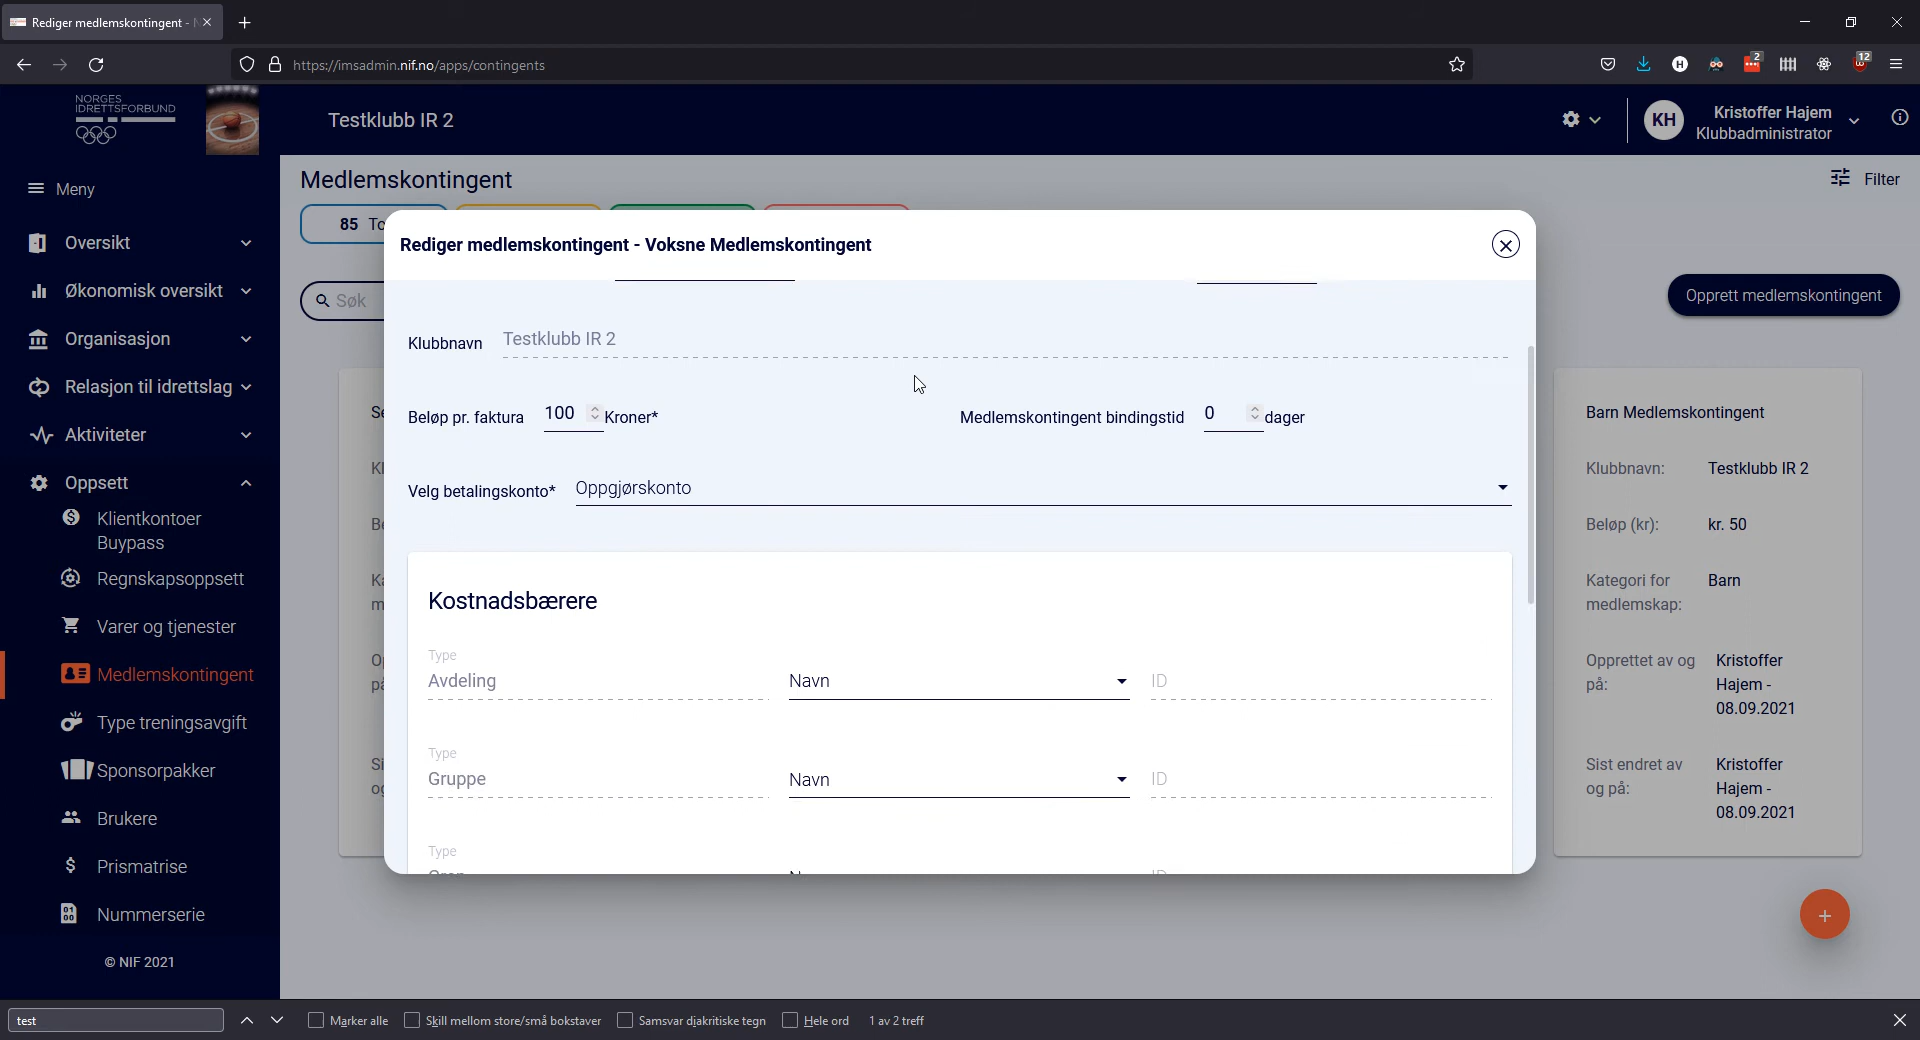 Rediger medlemskontingent -
https://imsadmin.nif.no/apps/contingents
2
12
NORGES
IDRETTSFORBUND
Testklubb IR 2
KH
Kristoffer Hajem
Klubbadministrator
Meny
Oversikt
Økonomisk oversikt
Organisasjon
Relasjon til idrettslag
Aktiviteter
Oppsett
Klientkontoer
Buypass
Regnskapsoppsett
Varer og tjenester
Medlemskontingent
Type treningsavgift
Sponsorpakker
Brukere
Prismatrise
Nummerserie
© NIF 2021
Medlemskontingent
Filter
85 To
Søk
Opprett medlemskontingent
Rediger medlemskontingent - Voksne Medlemskontingent
Klubbnavn Testklubb IR 2
Beløp pr. faktura 100 Kroner*
Medlemskontingent bindingstid 0 dager
Velg betalingskonto* Oppgjørskonto
Kostnadsbærere
Type
Avdeling Navn ID
Type
Gruppe Navn ID
Type
Barn Medlemskontingent
Klubbnavn: Testklubb IR 2
Beløp (kr): kr. 50
Kategori for
medlemskap:
Barn
Opprettet av og
på:
Kristoffer
Hajem -
08.09.2021
Sist endret av
og på:
Kristoffer
Hajem -
08.09.2021
+
test
Marker alle
Skill mellom store/små bokstaver
Samsvar djakritiske tegn
Hele ord
1 av 2 treff